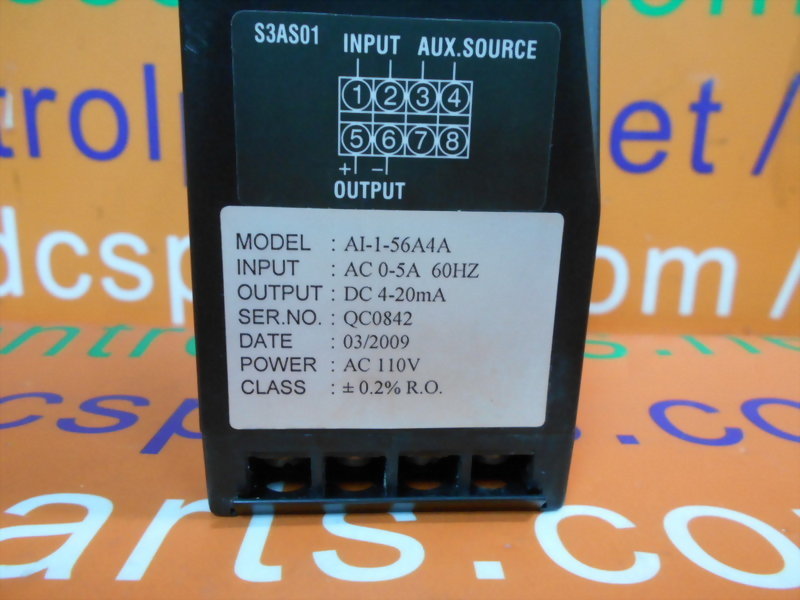 S3AS01
INPUT AUX.SOURCE
1 2 3 4
5 6 7 8
+ −
OUTPUT
MODEL : AI-1-56A4A
INPUT : AC 0-5A 60HZ
OUTPUT : DC 4-20mA
SER.NO. : QC0842
DATE : 03/2009
POWER : AC 110V
CLASS : ± 0.2% R.O.
arts.com